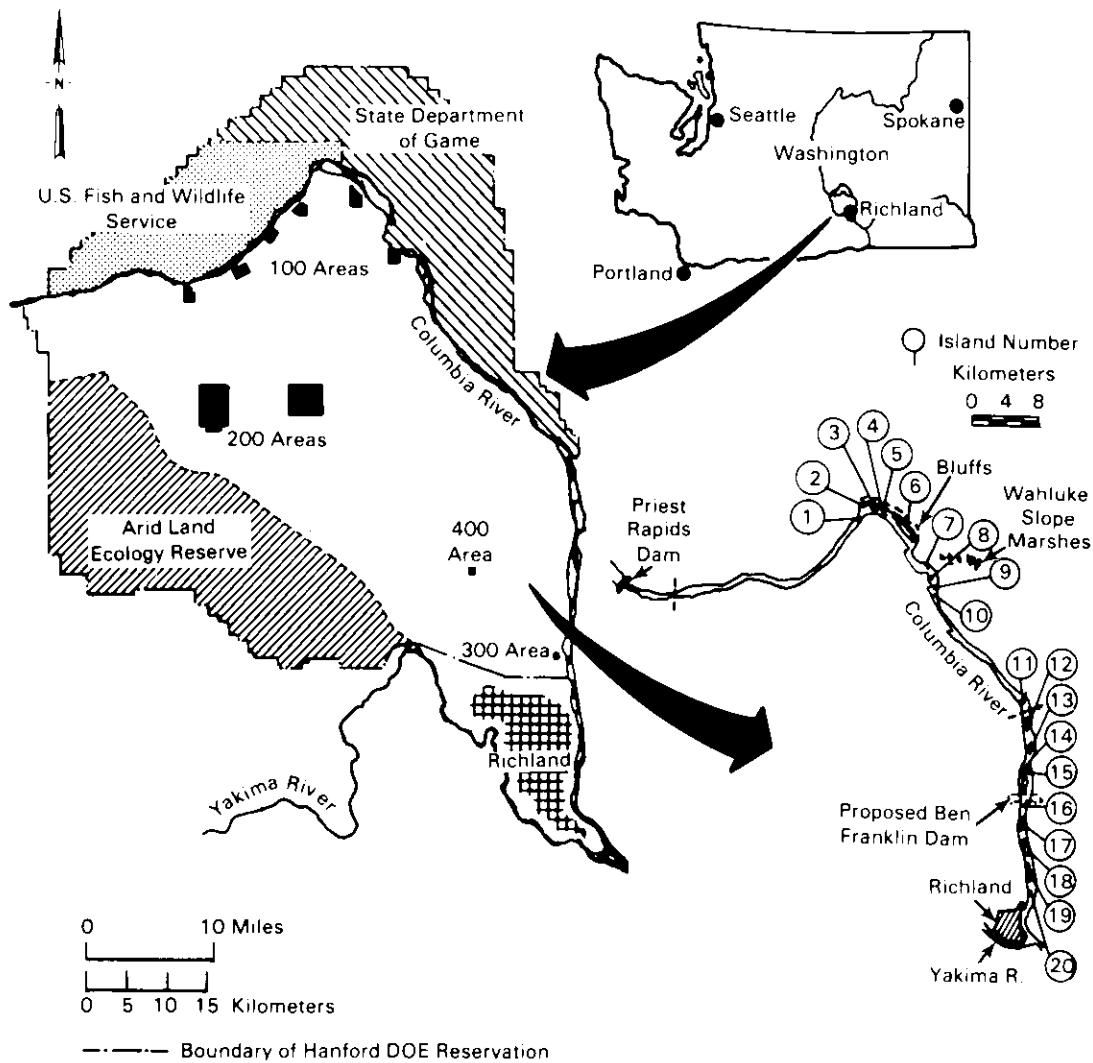 N
State Department
of Game
U.S. Fish and Wildlife
Service
100 Areas
Columbia River
200 Areas
Arid Land
Ecology Reserve
400
Area
300 Area
Richland
Yakima River
0 10 Miles
0 5 10 15 Kilometers
Boundary of Hanford DOE Reservation
Seattle
Spokane
Washington
Richland
Portland
Island Number
Kilometers
0 4 8
3
4
5
2
6
Bluffs
1
7
8
Wahluke
Slope
Marshes
9
10
Priest
Rapids
Dam
Columbia River
11
12
13
14
15
16
Proposed Ben
Franklin Dam
17
18
Richland
19
Yakima R.
20